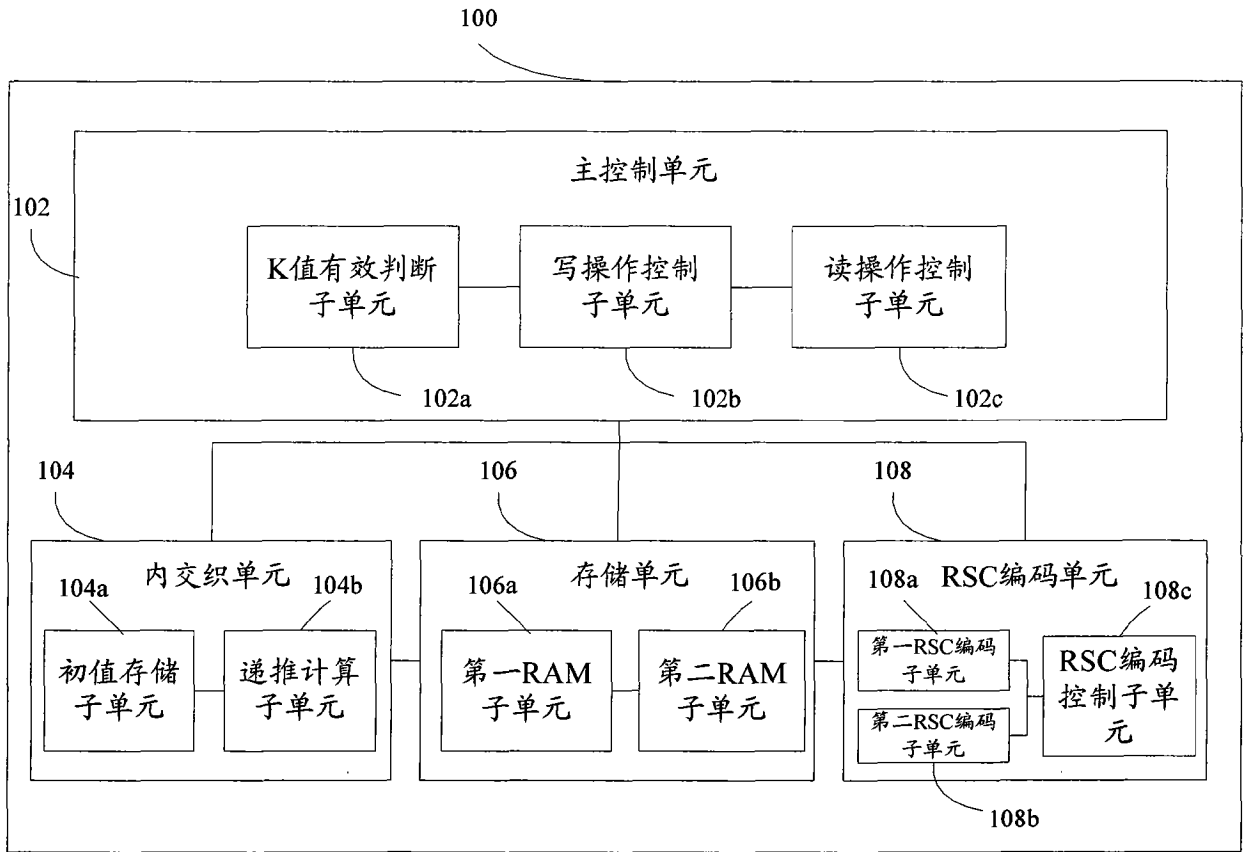 100
主控制单元
102
K值有效判断
子单元
写操作控制
子单元
读操作控制
子单元
102a
102b
102c
104
106
108
内交织单元
存储单元
RSC编码单元
104a
104b
106a
106b
108a
108c
初值存储
子单元
递推计算
子单元
第一RAM
子单元
第二RAM
子单元
第一RSC编码
子单元
第二RSC编码
子单元
RSC编码
控制子单
元
108b